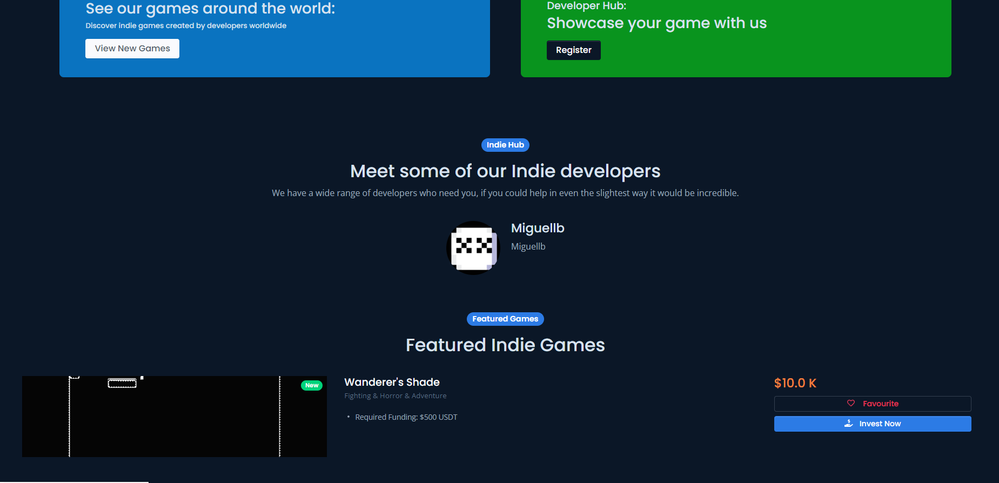 See our games around the world:
Discover indie games created by developers worldwide
View New Games
Developer Hub:
Showcase your game with us
Register
Indie Hub
Meet some of our Indie developers
We have a wide range of developers who need you, if you could help in even the slightest way it would be incredible.
Miguellb
Miguellb
Featured Games
Featured Indie Games
New
Wanderer's Shade
Fighting & Horror & Adventure
• Required Funding: $500 USDT
$10.0 K
Favourite
Invest Now